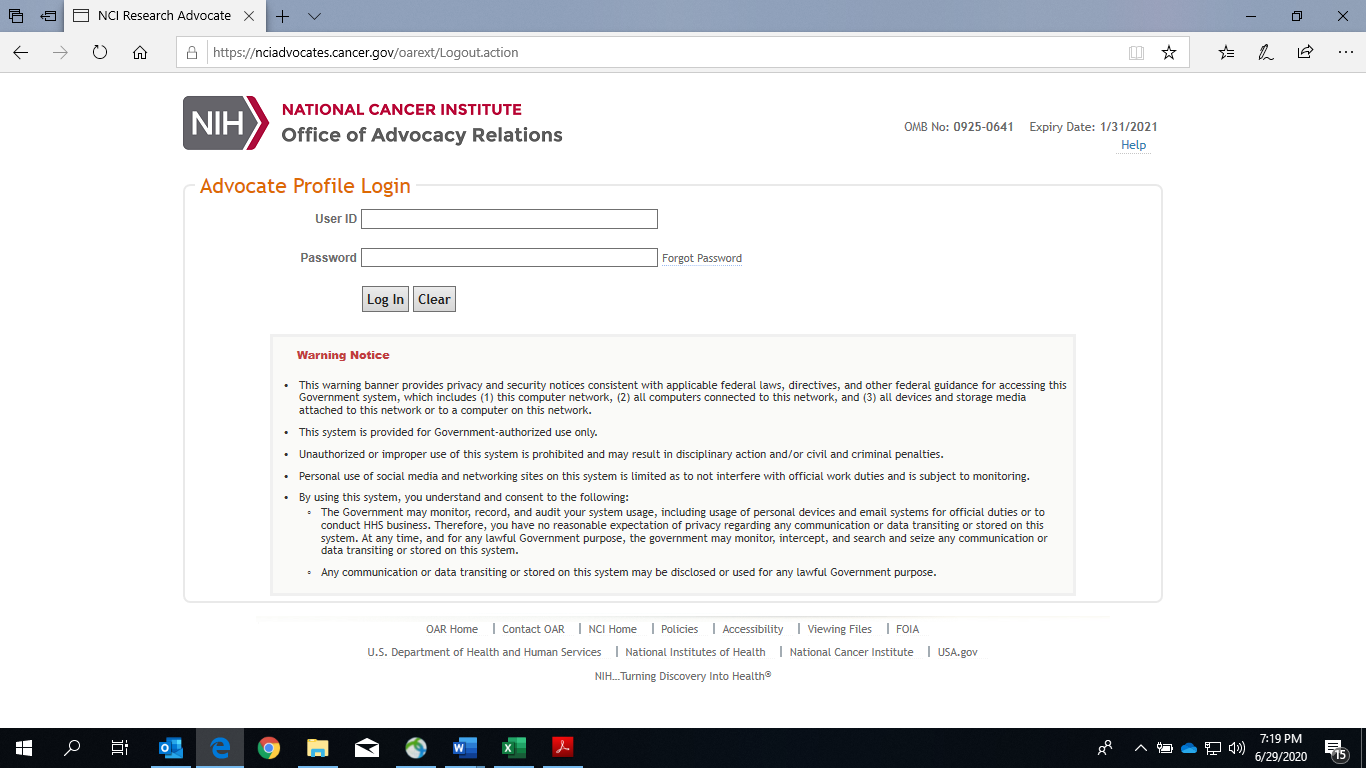 NCI Research Advocate
https://nciadvocates.cancer.gov/oarext/Logout.action
NIH
NATIONAL CANCER INSTITUTE
Office of Advocacy Relations
OMB No: 0925-0641 Expiry Date: 1/31/2021
Help
Advocate Profile Login
User ID
Password
Forgot Password
Log In Clear
Warning Notice
• This warning banner provides privacy and security notices consistent with applicable federal laws, directives, and other federal guidance for accessing this
Government system, which includes (1) this computer network, (2) all computers connected to this network, and (3) all devices and storage media
attached to this network or to a computer on this network.
• This system is provided for Government-authorized use only.
• Unauthorized or improper use of this system is prohibited and may result in disciplinary action and/or civil and criminal penalties.
• Personal use of social media and networking sites on this system is limited as to not interfere with official work duties and is subject to monitoring.
• By using this system, you understand and consent to the following:
◦ The Government may monitor, record, and audit your system usage, including usage of personal devices and email systems for official duties or to
conduct HHS business. Therefore, you have no reasonable expectation of privacy regarding any communication or data transiting or stored on this
system. At any time, and for any lawful Government purpose, the government may monitor, intercept, and search and seize any communication or
data transiting or stored on this system.
◦ Any communication or data transiting or stored on this system may be disclosed or used for any lawful Government purpose.
OAR Home | Contact OAR | NCI Home | Policies | Accessibility | Viewing Files | FOIA
U.S. Department of Health and Human Services | National Institutes of Health | National Cancer Institute | USA.gov
NIH...Turning Discovery Into Health®
7:19 PM
6/29/2020
15